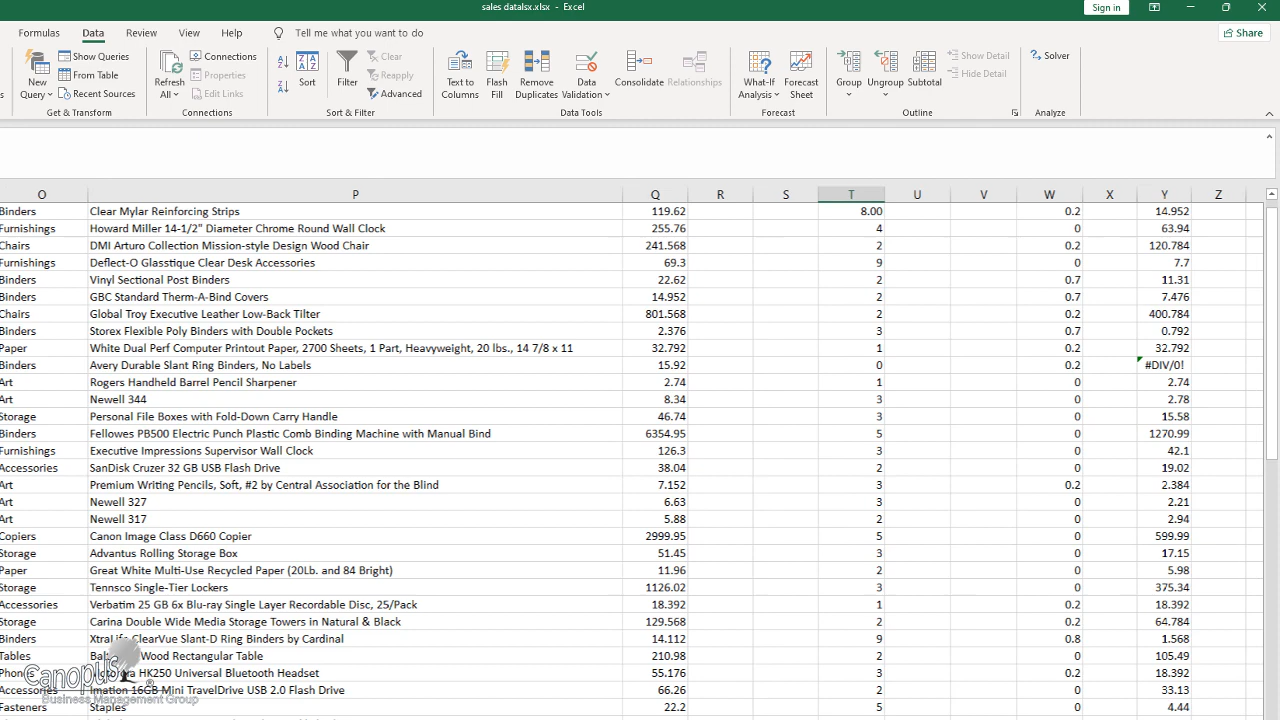 sales datalsx.xlsx - Excel
Sign in
Formulas Data Review View Help Tell me what you want to do
Share
New Query
Show Queries
From Table
Recent Sources
Get & Transform
Refresh All
Connections
Properties
Edit Links
Connections
Sort
Filter
Clear
Reapply
Advanced
Sort & Filter
Text to Columns
Flash Fill
Remove Duplicates
Data Validation
Consolidate
Relationships
Data Tools
What-If Analysis
Forecast Sheet
Forecast
Group
Ungroup
Subtotal
Show Detail
Hide Detail
Outline
Solver
Analyze
O P Q R S T U V W X Y Z
Binders Clear Mylar Reinforcing Strips 119.62 8.00 0.2 14.952
Furnishings Howard Miller 14-1/2" Diameter Chrome Round Wall Clock 255.76 4 0 63.94
Chairs DMI Arturo Collection Mission-style Design Wood Chair 241.568 2 0.2 120.784
Furnishings Deflect-O Glasstique Clear Desk Accessories 69.3 9 0 7.7
Binders Vinyl Sectional Post Binders 22.62 2 0.7 11.31
Binders GBC Standard Therm-A-Bind Covers 14.952 2 0.7 7.476
Chairs Global Troy Executive Leather Low-Back Tilter 801.568 2 0.2 400.784
Binders Storex Flexible Poly Binders with Double Pockets 2.376 3 0.7 0.792
Paper White Dual Perf Computer Printout Paper, 2700 Sheets, 1 Part, Heavyweight, 20 lbs., 14 7/8 x 11 32.792 1 0.2 32.792
Binders Avery Durable Slant Ring Binders, No Labels 15.92 0 0.2 #DIV/0!
Art Rogers Handheld Barrel Pencil Sharpener 2.74 1 0 2.74
Art Newell 344 8.34 3 0 2.78
Storage Personal File Boxes with Fold-Down Carry Handle 46.74 3 0 15.58
Binders Fellowes PB500 Electric Punch Plastic Comb Binding Machine with Manual Bind 6354.95 5 0 1270.99
Furnishings Executive Impressions Supervisor Wall Clock 126.3 3 0 42.1
Accessories SanDisk Cruzer 32 GB USB Flash Drive 38.04 2 0 19.02
Art Premium Writing Pencils, Soft, #2 by Central Association for the Blind 7.152 3 0.2 2.384
Art Newell 327 6.63 3 0 2.21
Art Newell 317 5.88 2 0 2.94
Copiers Canon Image Class D660 Copier 2999.95 5 0 599.99
Storage Advantus Rolling Storage Box 51.45 3 0 17.15
Paper Great White Multi-Use Recycled Paper (20Lb. and 84 Bright) 11.96 2 0 5.98
Storage Tennsco Single-Tier Lockers 1126.02 3 0 375.34
Accessories Verbatim 25 GB 6x Blu-ray Single Layer Recordable Disc, 25/Pack 18.392 1 0.2 18.392
Storage Carina Double Wide Media Storage Towers in Natural & Black 129.568 2 0.2 64.784
Binders ClearVue Slant-D Ring Binders by Cardinal 14.112 9 0.8 1.568
Tables Wood Rectangular Table 210.98 2 0 105.49
HK250 Universal Bluetooth Headset 55.176 3 0.2 18.392
Accessories Imation 16GB Mini TravelDrive USB 2.0 Flash Drive 66.26 2 0 33.13
Fasteners Staples 22.2 5 0 4.44
Canopus ®
Business Management Group